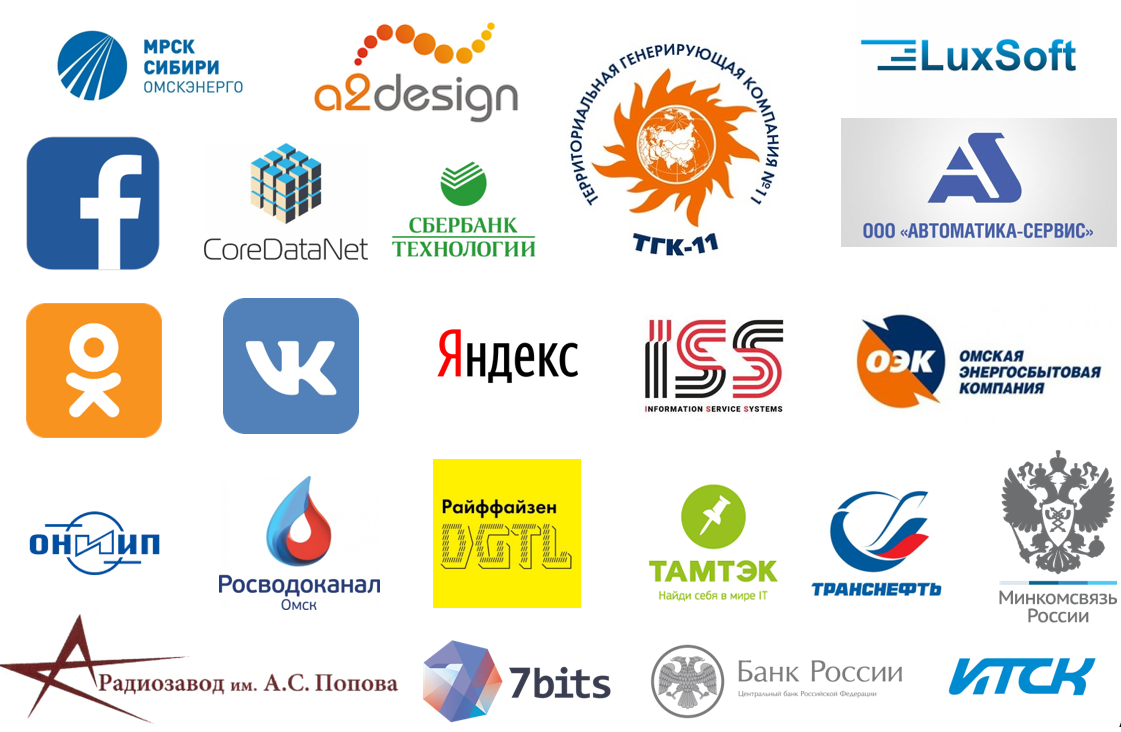 МРСК
СИБИРИ
ОМСКЭНЕРГО
a2design
ТЕРРИТОРИАЛЬНАЯ ГЕНЕРИРУЮЩАЯ КОМПАНИЯ №11
ТГК-11
LuxSoft
f
CoreDataNet
СБЕРБАНК
ТЕХНОЛОГИИ
AS
ООО «АВТОМАТИКА-СЕРВИС»
Яндекс
ISS
INFORMATION SERVICE SYSTEMS
ОЭК
ОМСКАЯ
ЭНЕРГОСБЫТОВАЯ
КОМПАНИЯ
ОНИИП
Росводоканал
Омск
Райффайзен
DGTL
ТАМТЭК
Найди себя в мире IT
ТРАНСНЕФТЬ
Минкомсвязь
России
Радиозавод им. А.С. Попова
7bits
Банк России
Центральный банк Российской Федерации
ИТСК